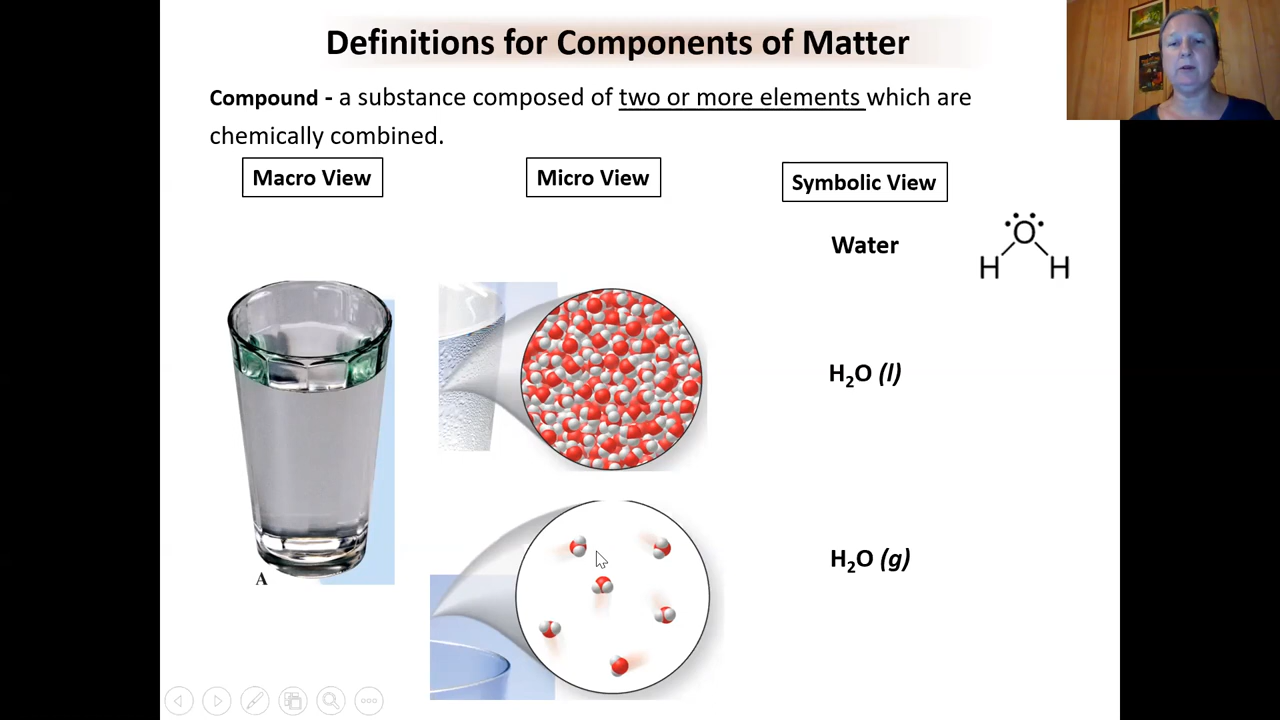 Definitions for Components of Matter
Compound - a substance composed of two or more elements which are
chemically combined.
Macro View
Micro View
Symbolic View
Water
O
H H
H₂O (l)
A
H₂O (g)